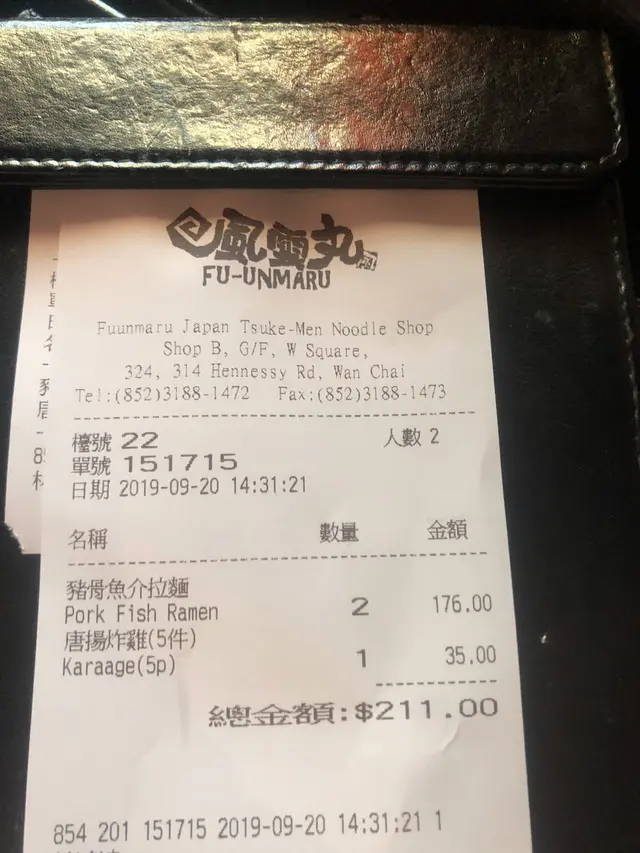 風雲丸
FU-UNMARU
Fuunmaru Japan Tsuke-Men Noodle Shop
Shop B, G/F, W Square,
324, 314 Hennessy Rd, Wan Chai
Tel:(852)3188-1472 Fax:(852)3188-1473
檯號 22 人數 2
單號 151715
日期 2019-09-20 14:31:21
名稱 數量 金額
豬骨魚介拉麵
Pork Fish Ramen 2 176.00
唐揚炸雞(5件)
Karaage(5p) 1 35.00
總金額:$211.00
854 201 151715 2019-09-20 14:31:21 1